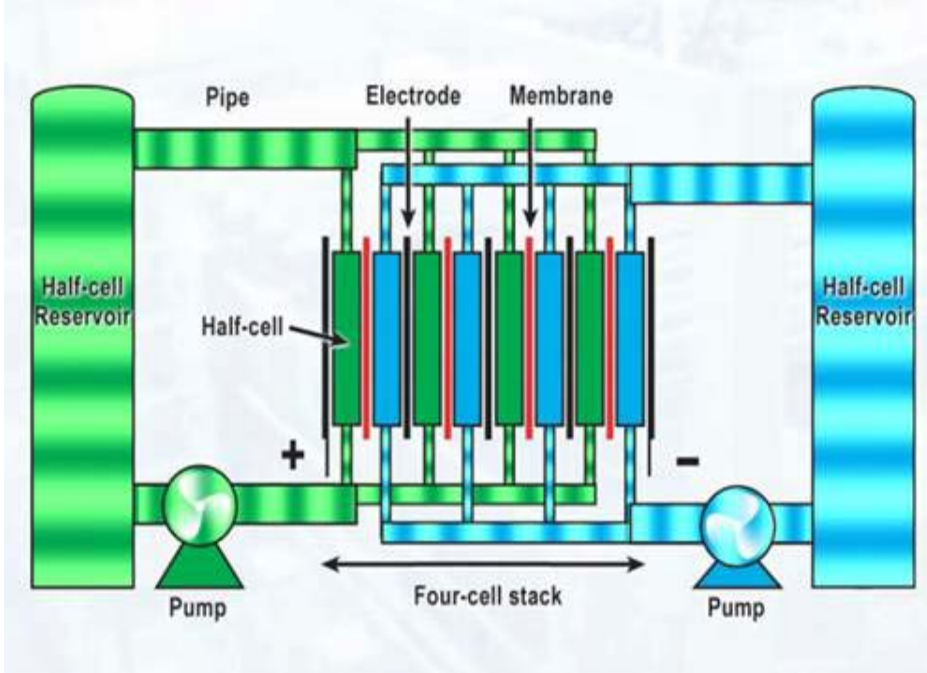 Pipe
Electrode
Membrane
Half-cell
Reservoir
Half-cell
Half-cell
Reservoir
+
-
Pump
Four-cell stack
Pump